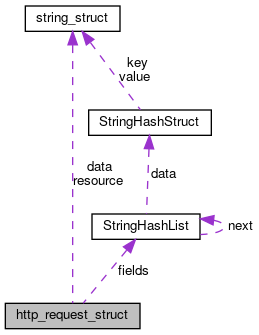 string_struct
key
value
StringHashStruct
data
resource
data
StringHashList
next
fields
http_request_struct